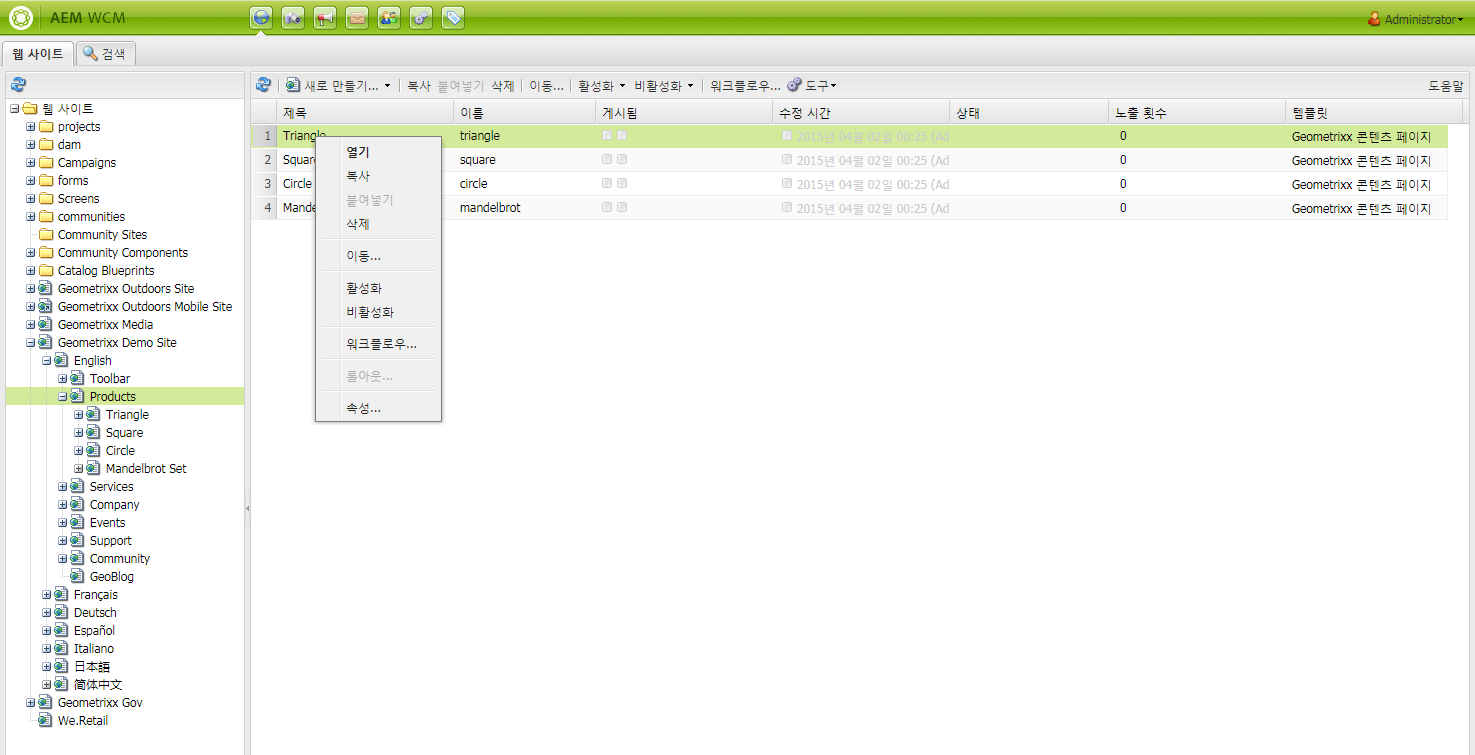 AEM WCM
Administrator
웹 사이트
검색
새로 만들기... 복사 붙여넣기 삭제 이동... 활성화 비활성화 워크플로우... 도구 도움말
제목 이름 게시됨 수정 시간 상태 노출 횟수 템플릿
1 Triangle triangle 2015년 04월 02일 00:25 (Ad 0 Geometrixx 콘텐츠 페이지
2 Square square 2015년 04월 02일 00:25 (Ad 0 Geometrixx 콘텐츠 페이지
3 Circle circle 2015년 04월 02일 00:25 (Ad 0 Geometrixx 콘텐츠 페이지
4 Mande mandelbrot 2015년 04월 02일 00:25 (Ad 0 Geometrixx 콘텐츠 페이지
열기
복사
붙여넣기
삭제
이동...
활성화
비활성화
워크플로우...
롤아웃...
속성...
웹 사이트
projects
dam
Campaigns
forms
Screens
communities
Community Sites
Community Components
Catalog Blueprints
Geometrixx Outdoors Site
Geometrixx Outdoors Mobile Site
Geometrixx Media
Geometrixx Demo Site
English
Toolbar
Products
Triangle
Square
Circle
Mandelbrot Set
Services
Company
Events
Support
Community
GeoBlog
Français
Deutsch
Español
Italiano
日本語
简体中文
Geometrixx Gov
We.Retail